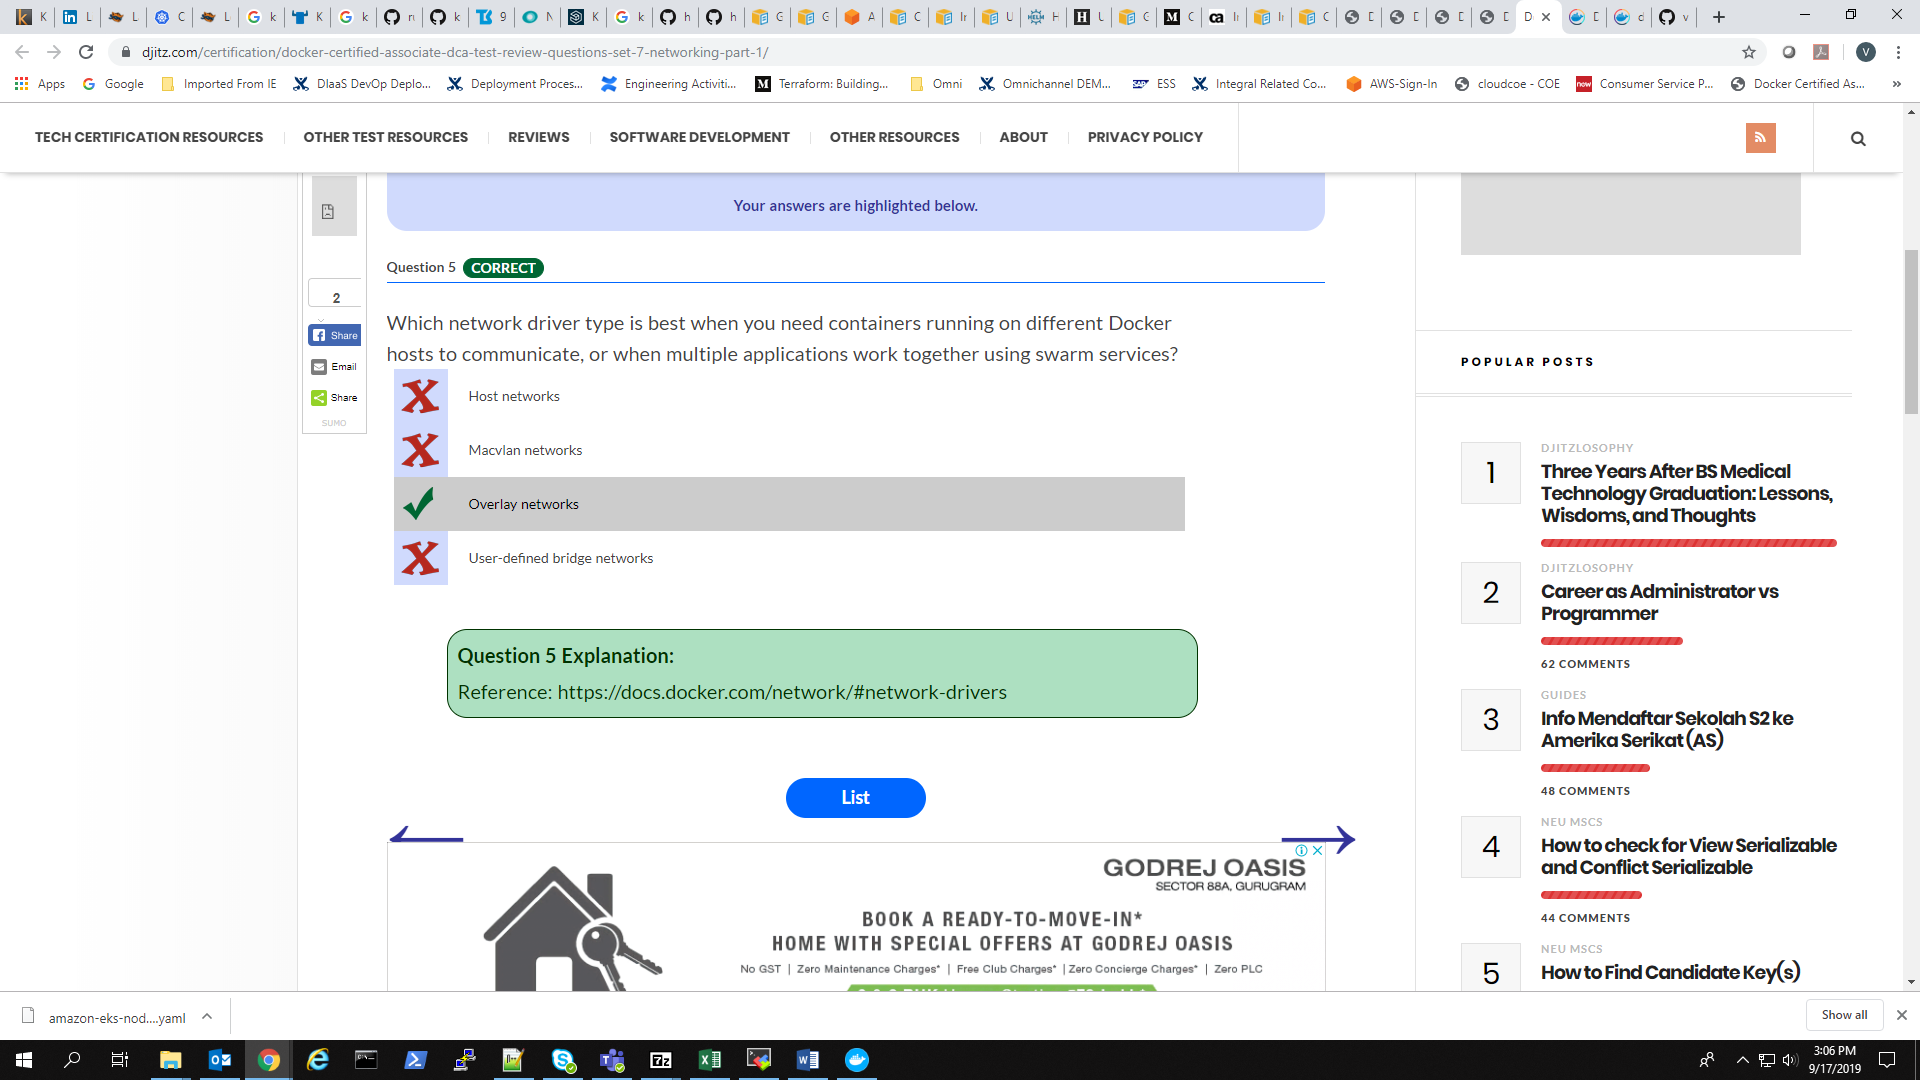 K
L
L
C
L
k
K
k
ru
k
9
N
K
k
h
h
G
G
A
C
Ir
U
H
U
G
C
Ir
Ir
C
D
D
D
D
D
D
d
v
djitz.com/certification/docker-certified-associate-dca-test-review-questions-set-7-networking-part-1/
V
Apps
Google
Imported From IE
DIaaS DevOp Deplo...
Deployment Proces...
Engineering Activiti...
Terraform: Building...
Omni
Omnichannel DEM...
ESS
Integral Related Co...
AWS-Sign-In
cloudcoe - COE
Consumer Service P...
Docker Certified As...
»
TECH CERTIFICATION RESOURCES
OTHER TEST RESOURCES
REVIEWS
SOFTWARE DEVELOPMENT
OTHER RESOURCES
ABOUT
PRIVACY POLICY
Your answers are highlighted below.
2
Share
Email
Share
SUMO
Question 5 CORRECT
Which network driver type is best when you need containers running on different Docker
hosts to communicate, or when multiple applications work together using swarm services?
Host networks
Macvlan networks
Overlay networks
User-defined bridge networks
Question 5 Explanation:
Reference: https://docs.docker.com/network/#network-drivers
List
GODREJ OASIS
SECTOR 88A, GURUGRAM
BOOK A READY-TO-MOVE-IN*
HOME WITH SPECIAL OFFERS AT GODREJ OASIS
No GST | Zero Maintenance Charges* | Free Club Charges* | Zero Concierge Charges* | Zero PLC
POPULAR POSTS
1
DJITZLOSOPHY
Three Years After BS Medical
Technology Graduation: Lessons,
Wisdoms, and Thoughts
2
DJITZLOSOPHY
Career as Administrator vs
Programmer
62 COMMENTS
3
GUIDES
Info Mendaftar Sekolah S2 ke
Amerika Serikat (AS)
48 COMMENTS
4
NEU MSCS
How to check for View Serializable
and Conflict Serializable
44 COMMENTS
5
NEU MSCS
How to Find Candidate Key(s)
amazon-eks-nod....yaml
Show all
3:06 PM
9/17/2019